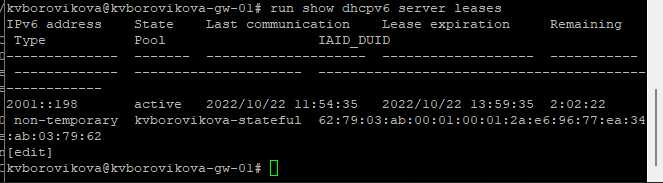 kvborovikova@kvborovikova-gw-01# run show dhcpv6 server leases
IPv6 address    State    Last communication    Lease expiration    Remaining
 Type           Pool                  IAID_DUID
--------------  -------  --------------------  ------------------  -----------
 -------------  -------------------  ------------------------------------------
------------
2001::198       active   2022/10/22 11:54:35   2022/10/22 13:59:35  2:02:22
 non-temporary  kvborovikova-stateful  62:79:03:ab:00:01:00:01:2a:e6:96:77:ea:34
:ab:03:79:62
[edit]
kvborovikova@kvborovikova-gw-01#